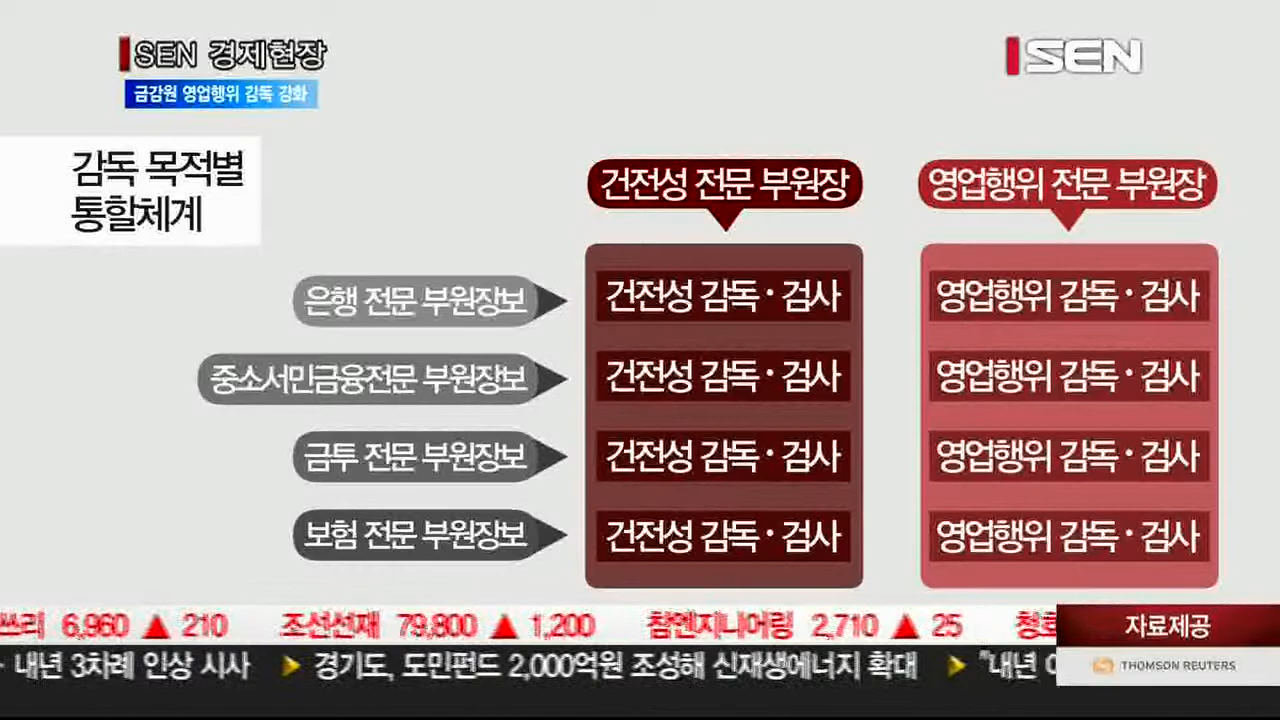 SEN 경제현장
SEN
금감원 영업행위 감독 강화
감독 목적별
통할체계
건전성 전문 부원장
영업행위 전문 부원장
은행 전문 부원장보
건전성 감독·검사
영업행위 감독·검사
중소서민금융전문 부원장보
건전성 감독·검사
영업행위 감독·검사
금투 전문 부원장보
건전성 감독·검사
영업행위 감독·검사
보험 전문 부원장보
건전성 감독·검사
영업행위 감독·검사
쓰리 6,960 ▲ 210 조선선재 79,800 ▲ 1,200 참엔지니어링 2,710 ▲ 25
자료제공
내년 3차례 인상 시사 ▶ 경기도, 도민펀드 2,000억원 조성해 신재생에너지 확대 ▶ "내년
THOMSON REUTERS